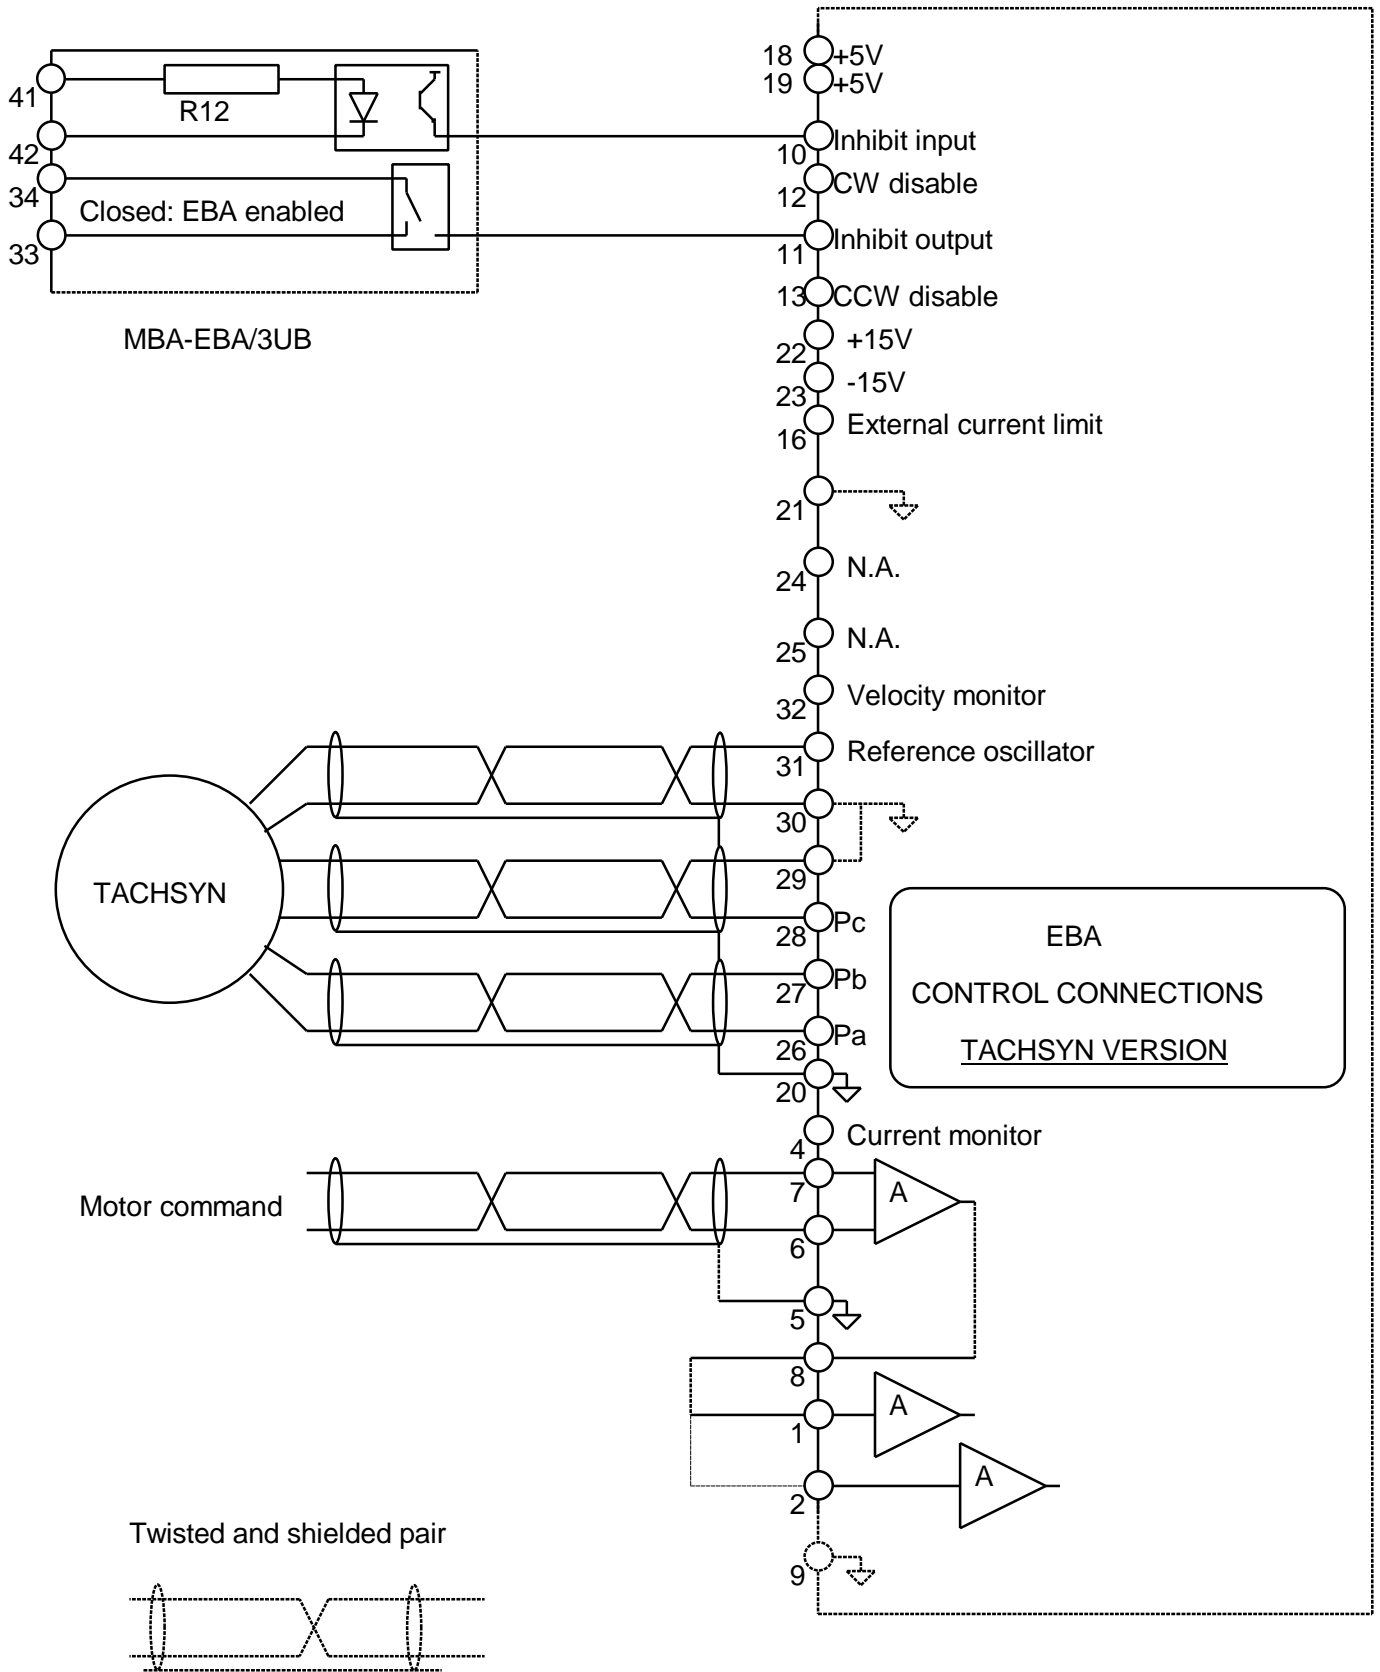 18 +5V
19 +5V
41
R12
42
10 Inhibit input
34
12 CW disable
Closed: EBA enabled
33
11 Inhibit output
13 CCW disable
MBA-EBA/3UB
22 +15V
23 -15V
16 External current limit
21
24 N.A.
25 N.A.
32 Velocity monitor
31 Reference oscillator
30
29
TACHSYN
28 Pc
27 Pb
26 Pa
20
EBA
CONTROL CONNECTIONS
TACHSYN VERSION
4 Current monitor
7 A
Motor command
6
5
8
1 A
2 A
9
Twisted and shielded pair